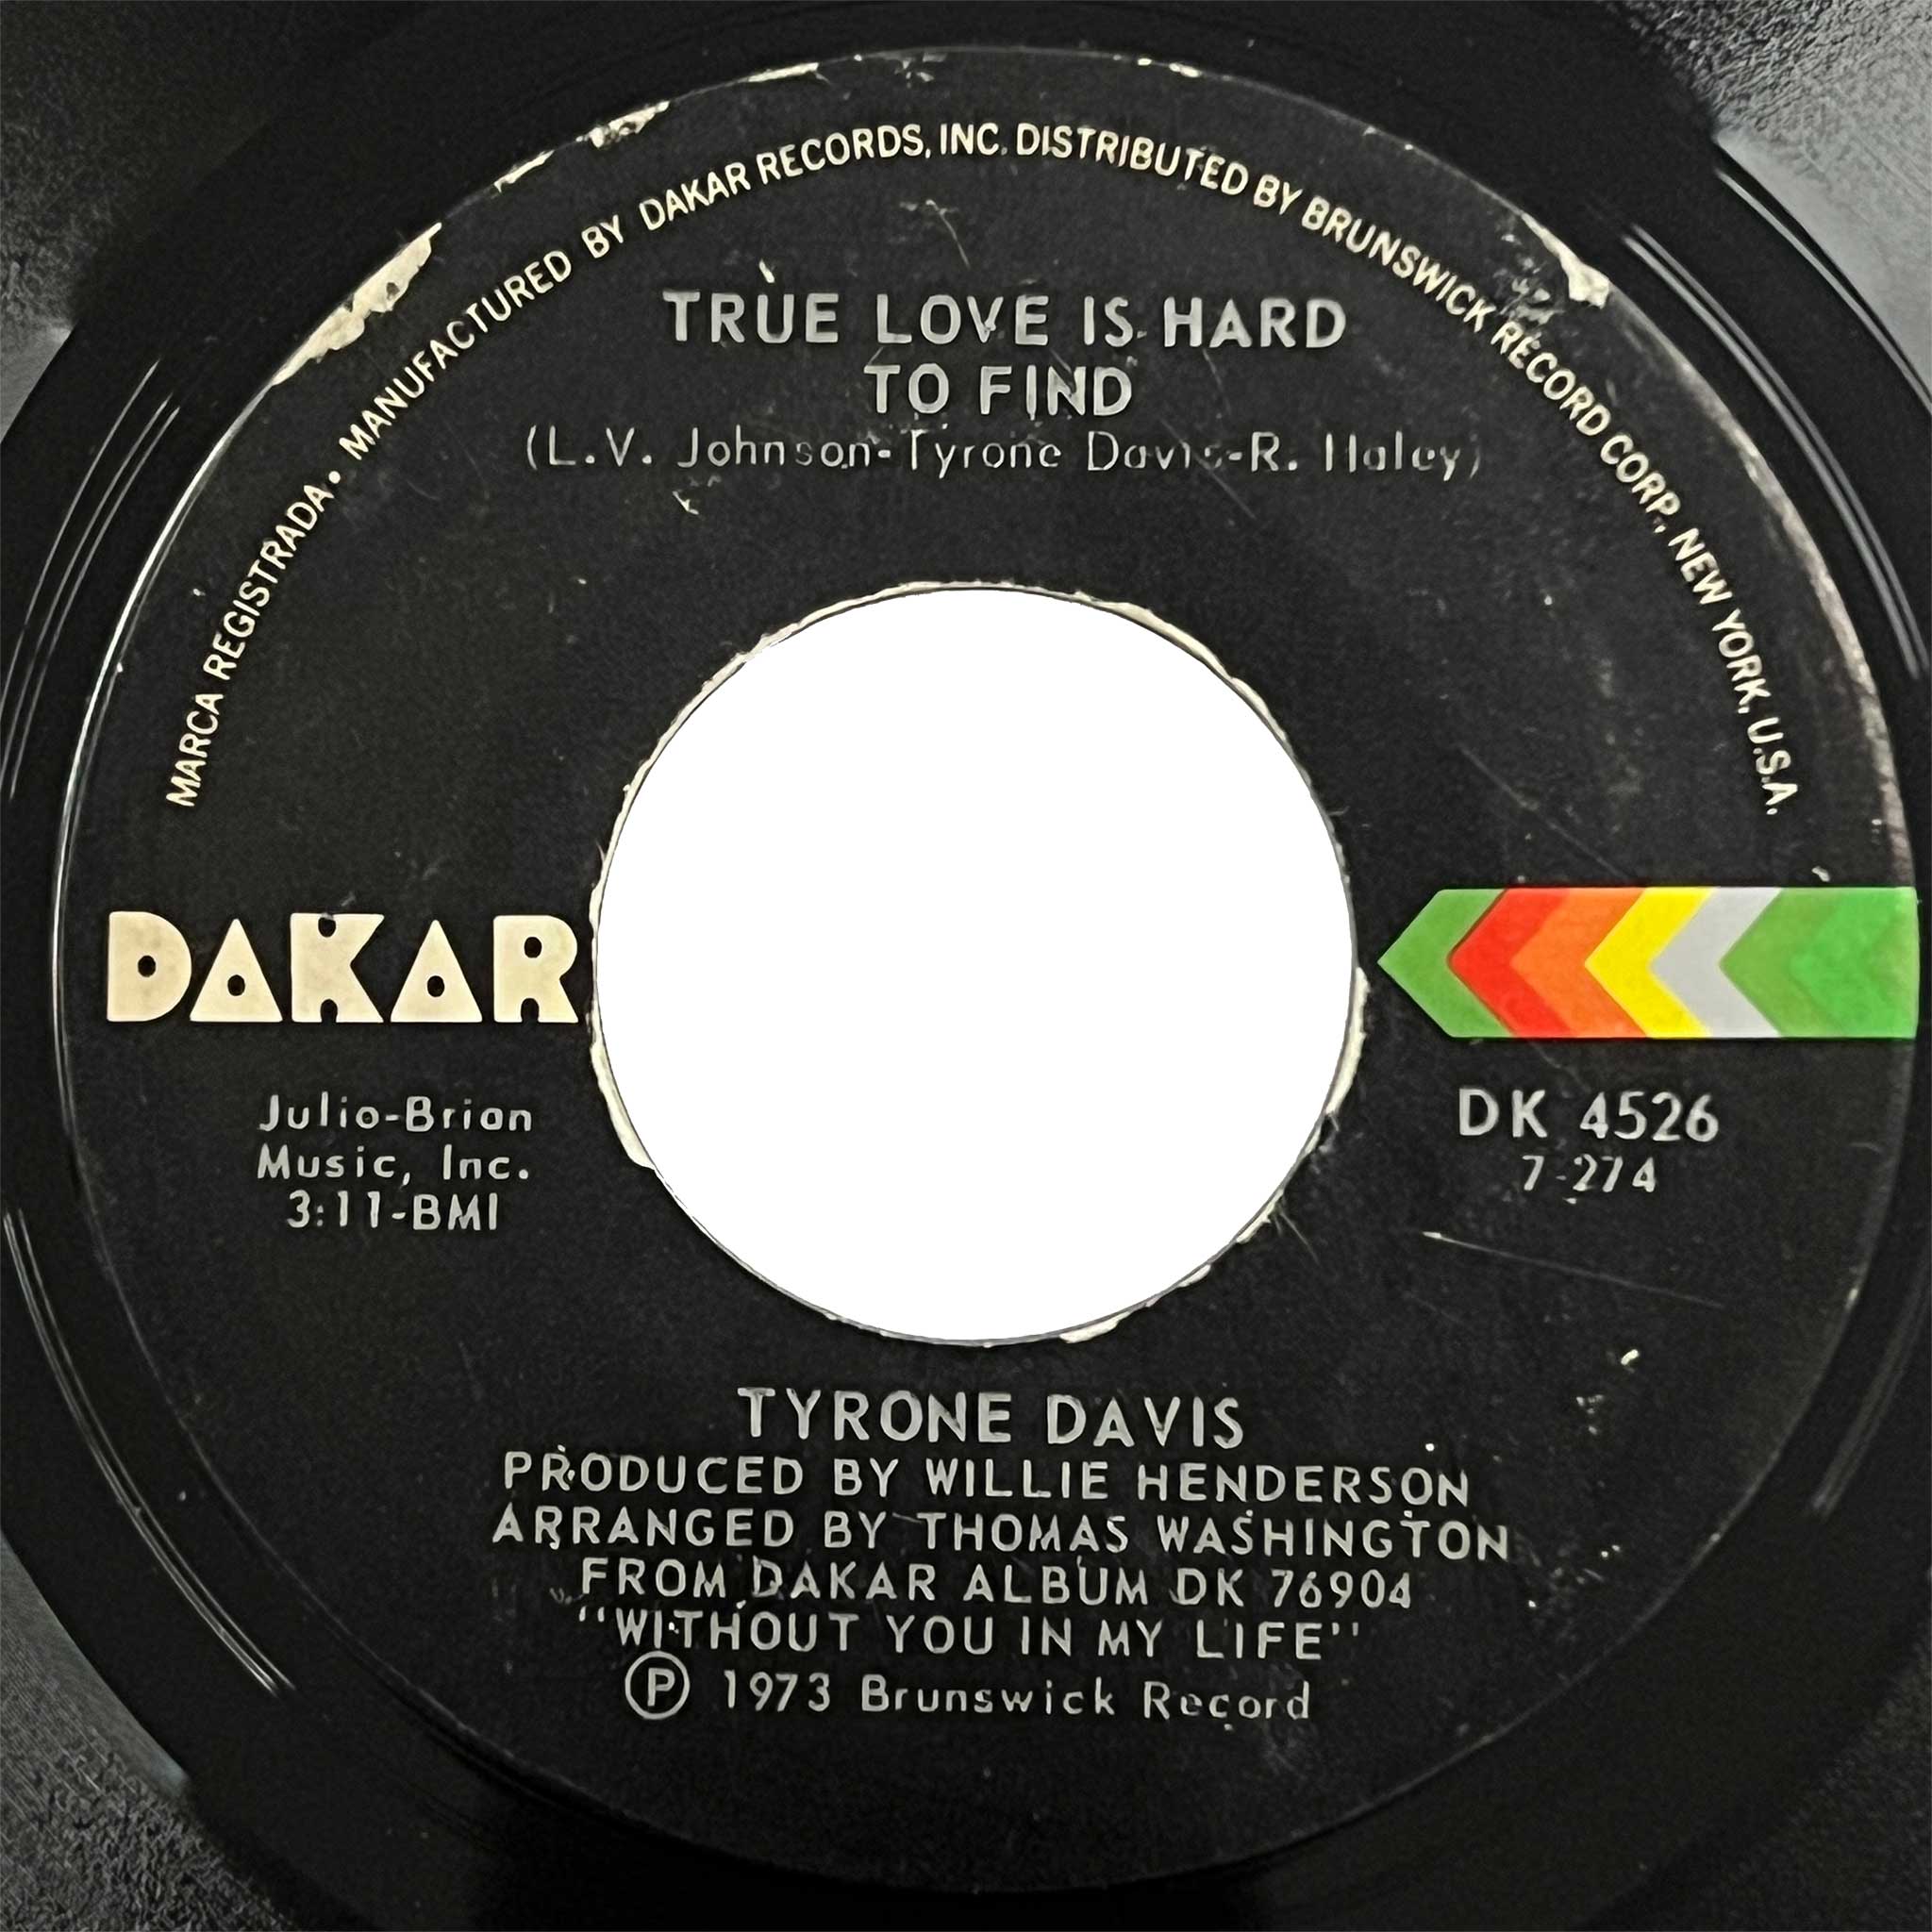 MARCA REGISTRADA • MANUFACTURED BY DAKAR RECORDS, INC. DISTRIBUTED BY BRUNSWICK RECORD CORP., NEW YORK, U.S.A.
TRUE LOVE IS HARD
TO FIND
(L.V. Johnson-Tyrone Davis-R. Haley)
DAKAR
Julio-Brian
Music, Inc.
3:11-BMI
DK 4526
7-274
TYRONE DAVIS
PRODUCED BY WILLIE HENDERSON
ARRANGED BY THOMAS WASHINGTON
FROM DAKAR ALBUM DK 76904
"WITHOUT YOU IN MY LIFE"
Ⓟ 1973 Brunswick Record